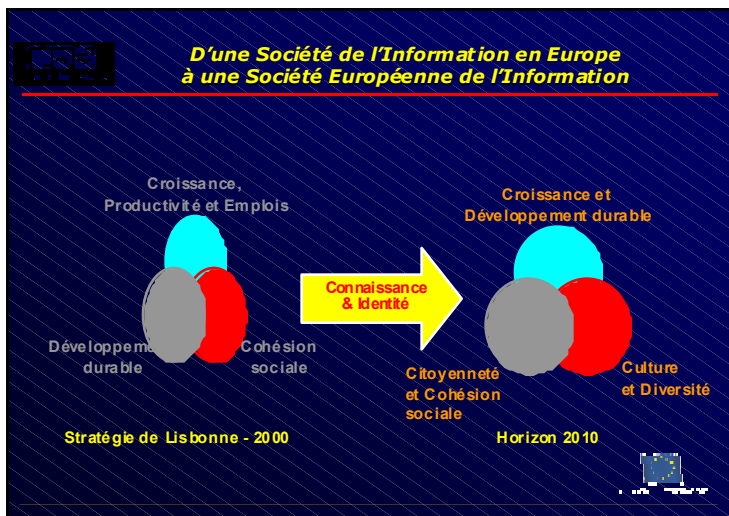 D'une Société de l'Information en Europe
à une Société Européenne de l'Information
Croissance,
Productivité et Emplois
Développeme
durable
Cohésion
sociale
Stratégie de Lisbonne - 2000
Connaissance
& Identité
Croissance et
Développement durable
Citoyenneté
et Cohésion
sociale
Culture
et Diversité
Horizon 2010